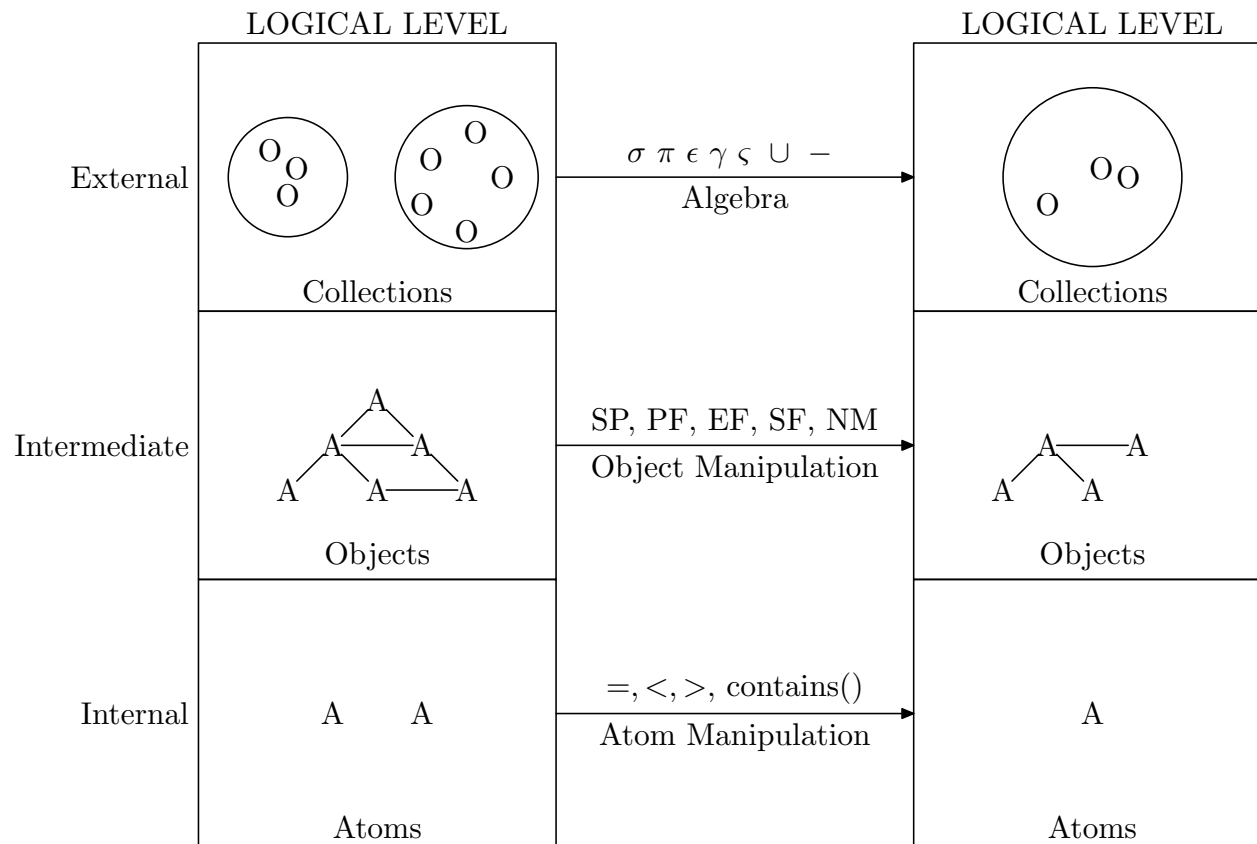 LOGICAL LEVEL LOGICAL LEVEL
O O
O O O
O O O O
External σ π ϵ γ ς ∪ − O O
Algebra O
Collections Collections
A
Intermediate A A SP, PF, EF, SF, NM A A
A A A Object Manipulation A A
Objects Objects
Internal A A =, <, >, contains() A
Atom Manipulation
Atoms Atoms